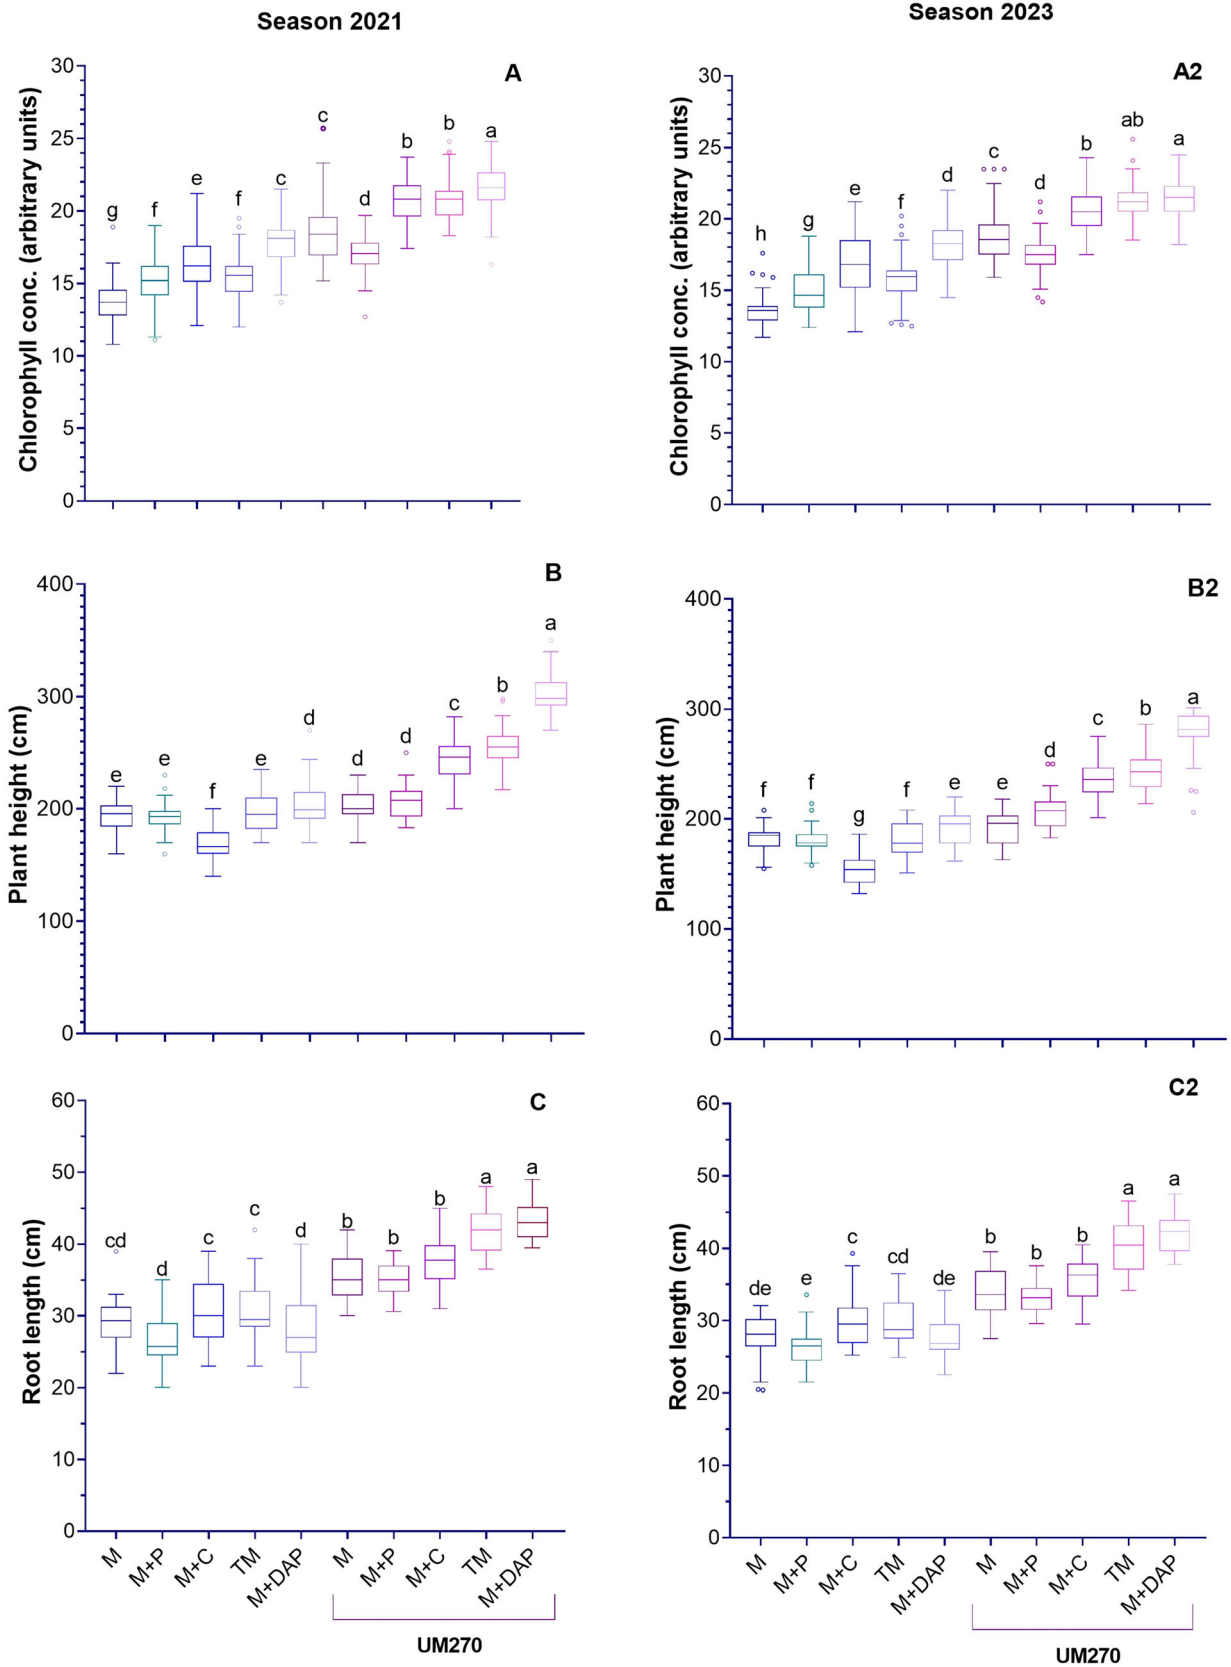 Season 2021
Season 2023
A
Chlorophyll conc. (arbitrary units)
30
25
20
15
10
5
0
g f e f c c d b b a
A2
Chlorophyll conc. (arbitrary units)
30
25
20
15
10
5
0
h g e f d c d b ab a
B
Plant height (cm)
400
300
200
100
0
e e f e d d d c b a
B2
Plant height (cm)
400
300
200
100
0
f f g f e e d c b a
C
Root length (cm)
60
50
40
30
20
10
0
cd d c c d b b b a a
M M+P M+C TM M+DAP M M+P M+C TM M+DAP
UM270
C2
Root length (cm)
60
50
40
30
20
10
0
de e c cd de b b b a a
M M+P M+C TM M+DAP M M+P M+C TM M+DAP
UM270